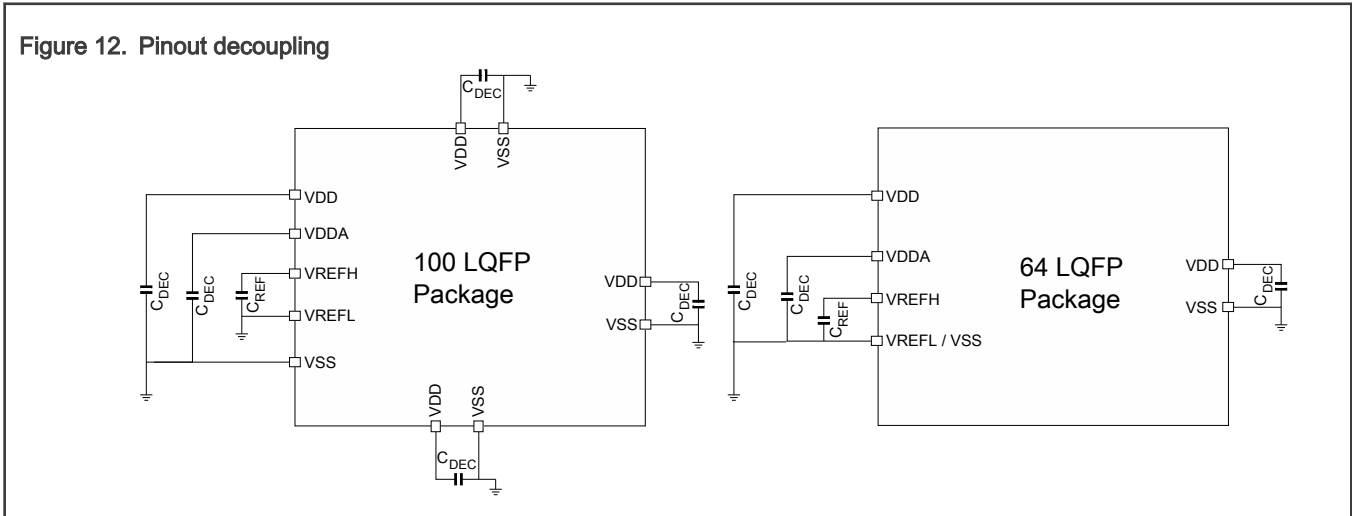 Figure 12. Pinout decoupling
CDEC
VDD
VSS
VDD
VDDA
VREFH
VREFL
VSS
CDEC
CDEC
CREF
100 LQFP
Package
VDD
VSS
CDEC
VDD
VSS
CDEC
VDD
VDDA
VREFH
VREFL / VSS
CDEC
CDEC
CREF
64 LQFP
Package
VDD
VSS
CDEC